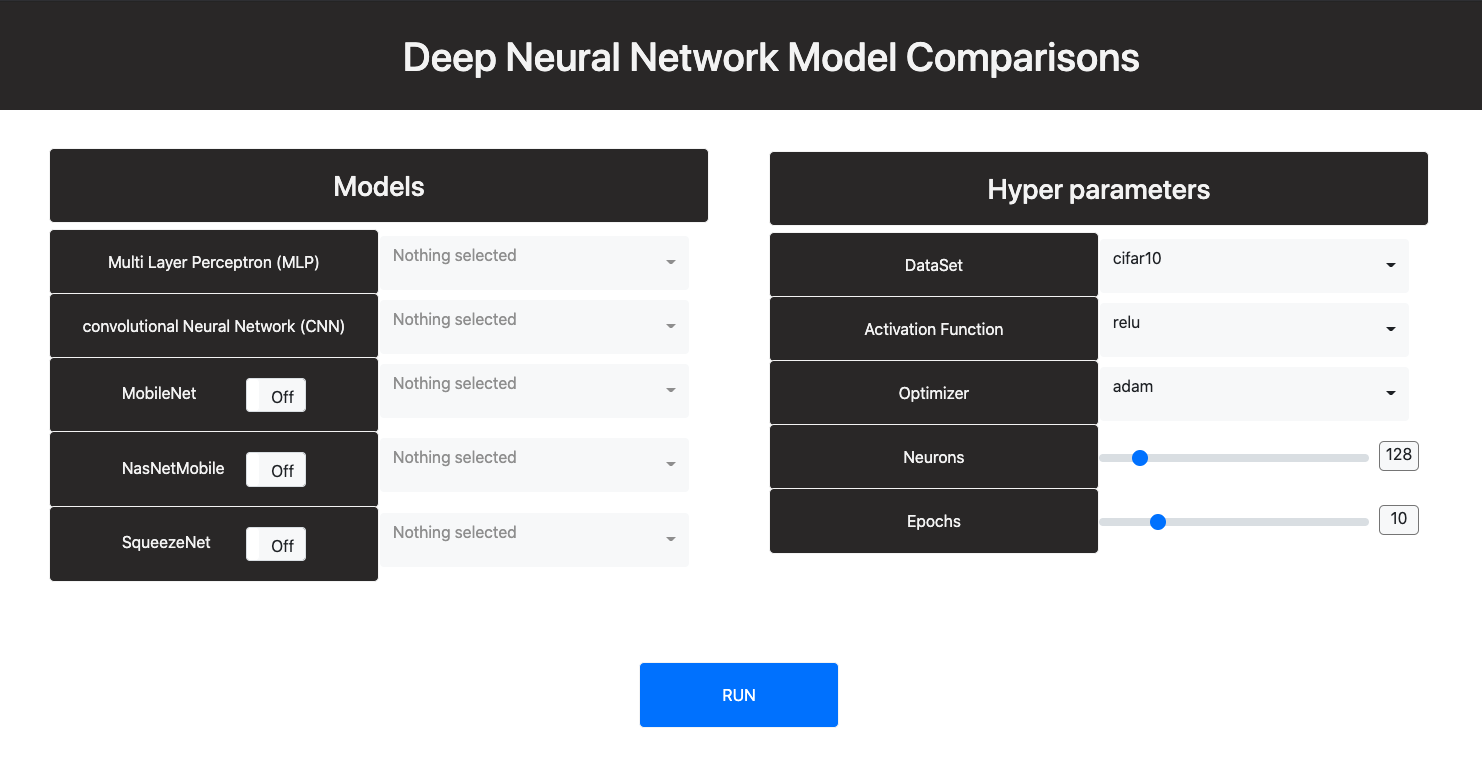 Deep Neural Network Model Comparisons
Models
Multi Layer Perceptron (MLP) Nothing selected
convolutional Neural Network (CNN) Nothing selected
MobileNet Off Nothing selected
NasNetMobile Off Nothing selected
SqueezeNet Off Nothing selected
Hyper parameters
DataSet cifar10
Activation Function relu
Optimizer adam
Neurons 128
Epochs 10
RUN